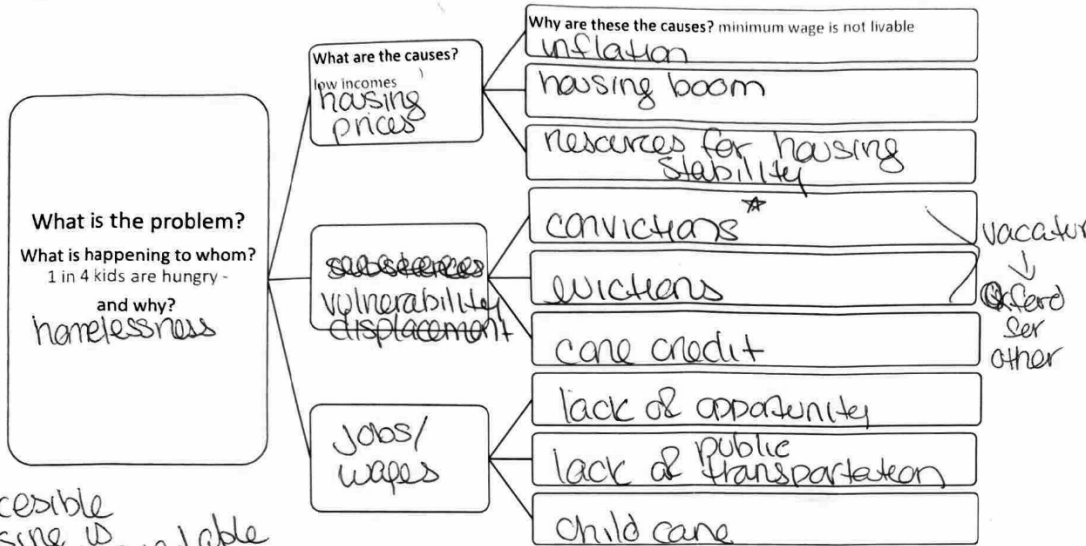 What is the problem?
What is happening to whom?
1 in 4 kids are hungry -
and why?
homelessness
What are the causes?
low incomes
housing
prices
vulnerability
displacement
Jobs/
wages
Why are these the causes? minimum wage is not livable
inflation
housing boom
resources for housing
stability
convictions
evictions
lack of opportunity
lack of public
transportation
child care
other